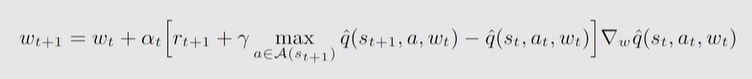 w_{t+1} = w_t + α_t [ r_{t+1} + γ max_{a∈𝒜(s_{t+1})} q̂(s_{t+1}, a, w_t) − q̂(s_t, a_t, w_t) ] ∇_w q̂(s_t, a_t, w_t)